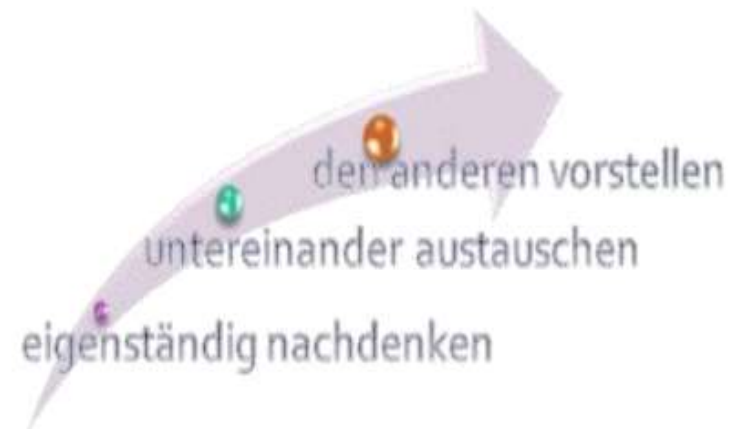 den anderen vorstellen
untereinander austauschen
eigenständig nachdenken